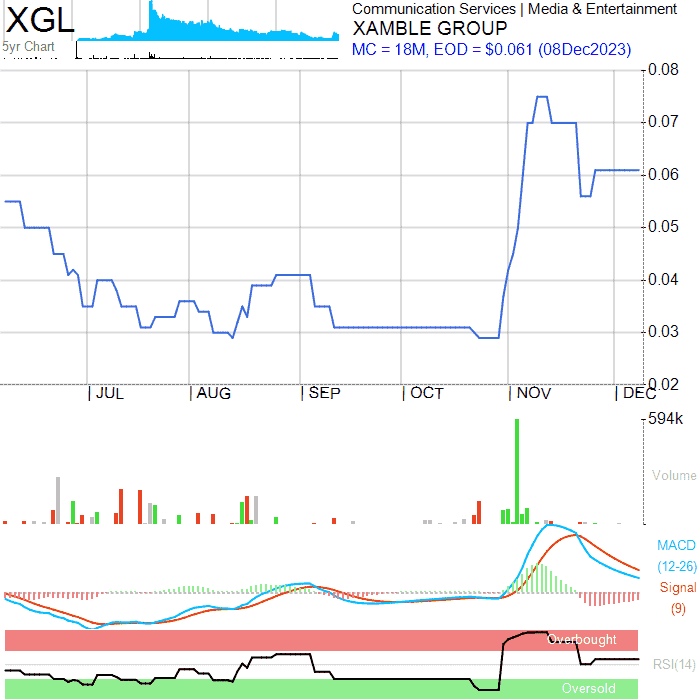 XGL
Communication Services | Media & Entertainment
XAMBLE GROUP
MC = 18M, EOD = $0.061 (08Dec2023)
5yr Chart
0.08
0.07
0.06
0.05
0.04
0.03
0.02
JUL AUG SEP OCT NOV DEC
594k
Volume
MACD
(12-26)
Signal
(9)
Overbought
RSI(14)
Oversold